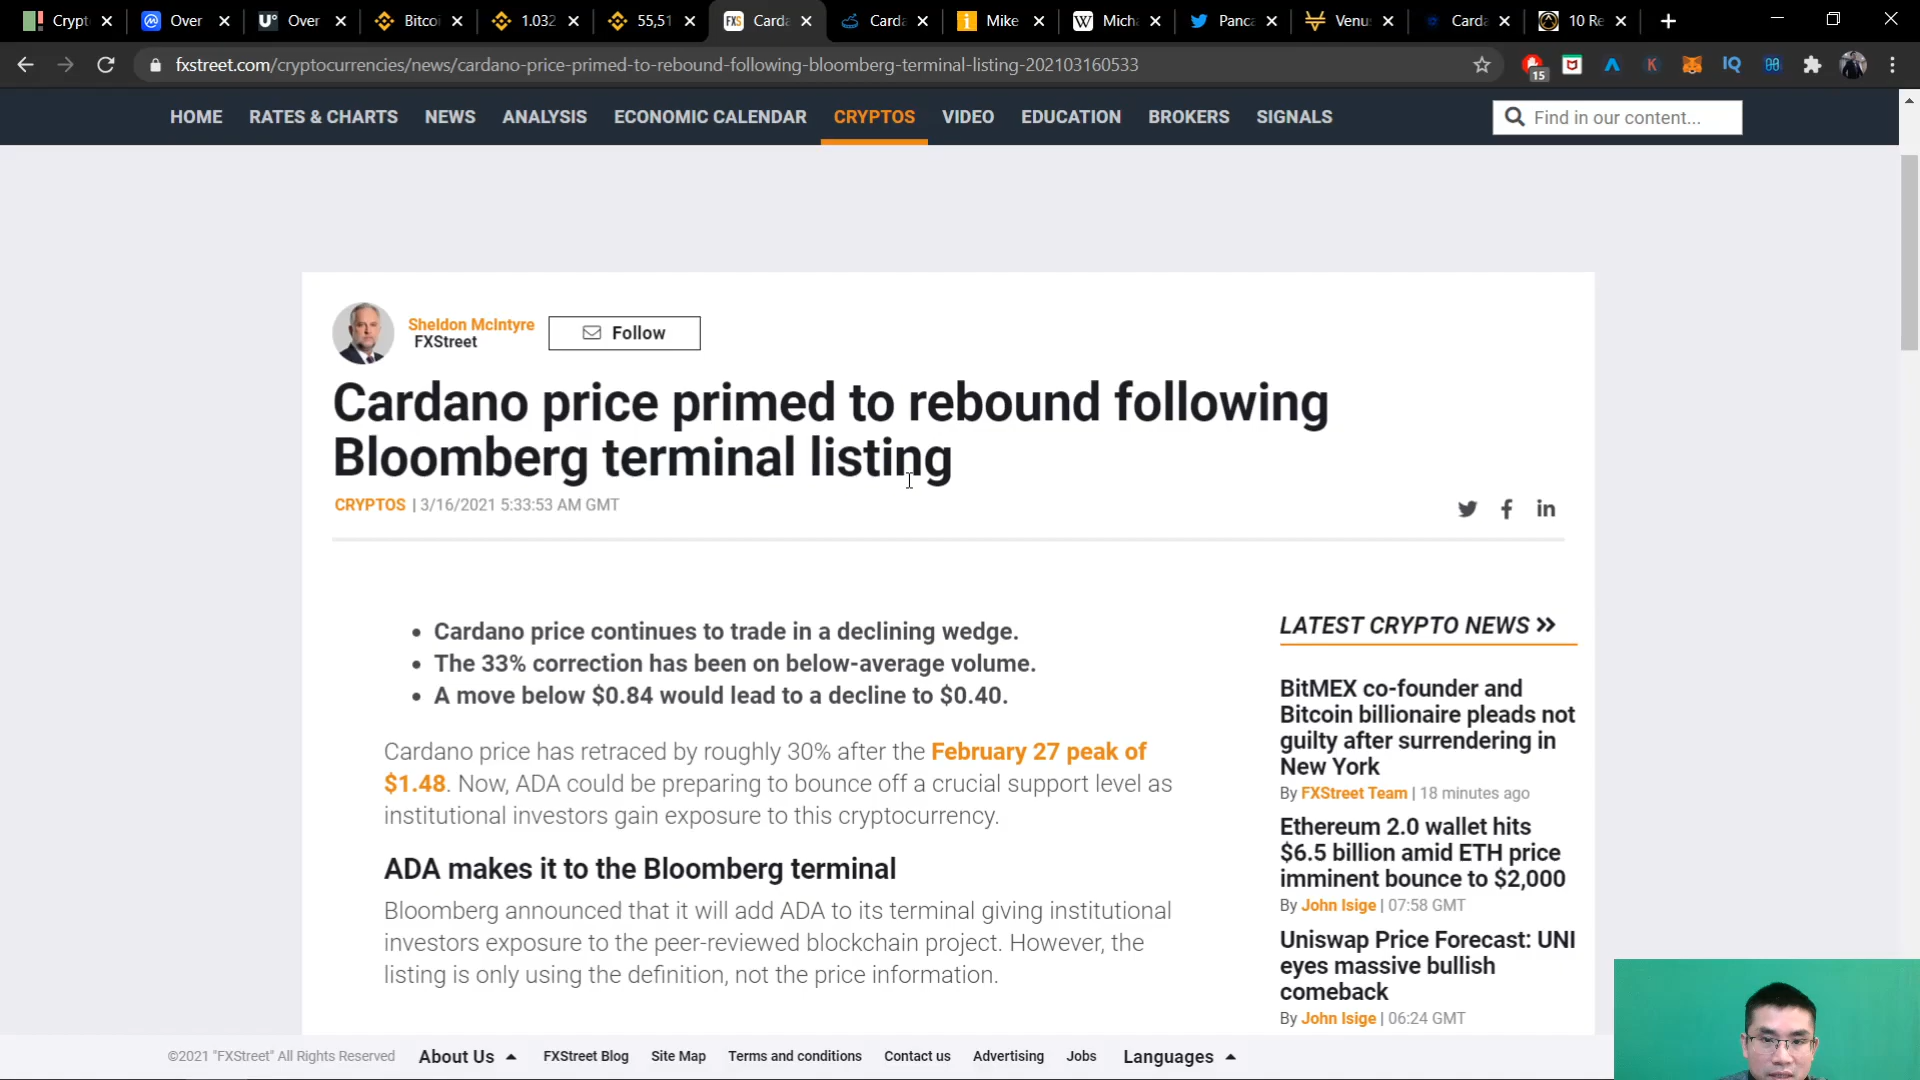 Crypt
Over
Over
Bitcoi
1.032
55,51
Carda
Carda
Mike
Micha
Panca
Venus
Carda
10 Re
fxstreet.com/cryptocurrencies/news/cardano-price-primed-to-rebound-following-bloomberg-terminal-listing-202103160533
15
IQ
HOME RATES & CHARTS NEWS ANALYSIS ECONOMIC CALENDAR CRYPTOS VIDEO EDUCATION BROKERS SIGNALS
Find in our content...
Sheldon McIntyre
FXStreet
Follow
Cardano price primed to rebound following
Bloomberg terminal listing
CRYPTOS | 3/16/2021 5:33:53 AM GMT
• Cardano price continues to trade in a declining wedge.
• The 33% correction has been on below-average volume.
• A move below $0.84 would lead to a decline to $0.40.
Cardano price has retraced by roughly 30% after the February 27 peak of
$1.48. Now, ADA could be preparing to bounce off a crucial support level as
institutional investors gain exposure to this cryptocurrency.
ADA makes it to the Bloomberg terminal
Bloomberg announced that it will add ADA to its terminal giving institutional
investors exposure to the peer-reviewed blockchain project. However, the
listing is only using the definition, not the price information.
LATEST CRYPTO NEWS
BitMEX co-founder and
Bitcoin billionaire pleads not
guilty after surrendering in
New York
By FXStreet Team | 18 minutes ago
Ethereum 2.0 wallet hits
$6.5 billion amid ETH price
imminent bounce to $2,000
By John Isige | 07:58 GMT
Uniswap Price Forecast: UNI
eyes massive bullish
comeback
By John Isige | 06:24 GMT
©2021 "FXStreet" All Rights Reserved About Us FXStreet Blog Site Map Terms and conditions Contact us Advertising Jobs Languages